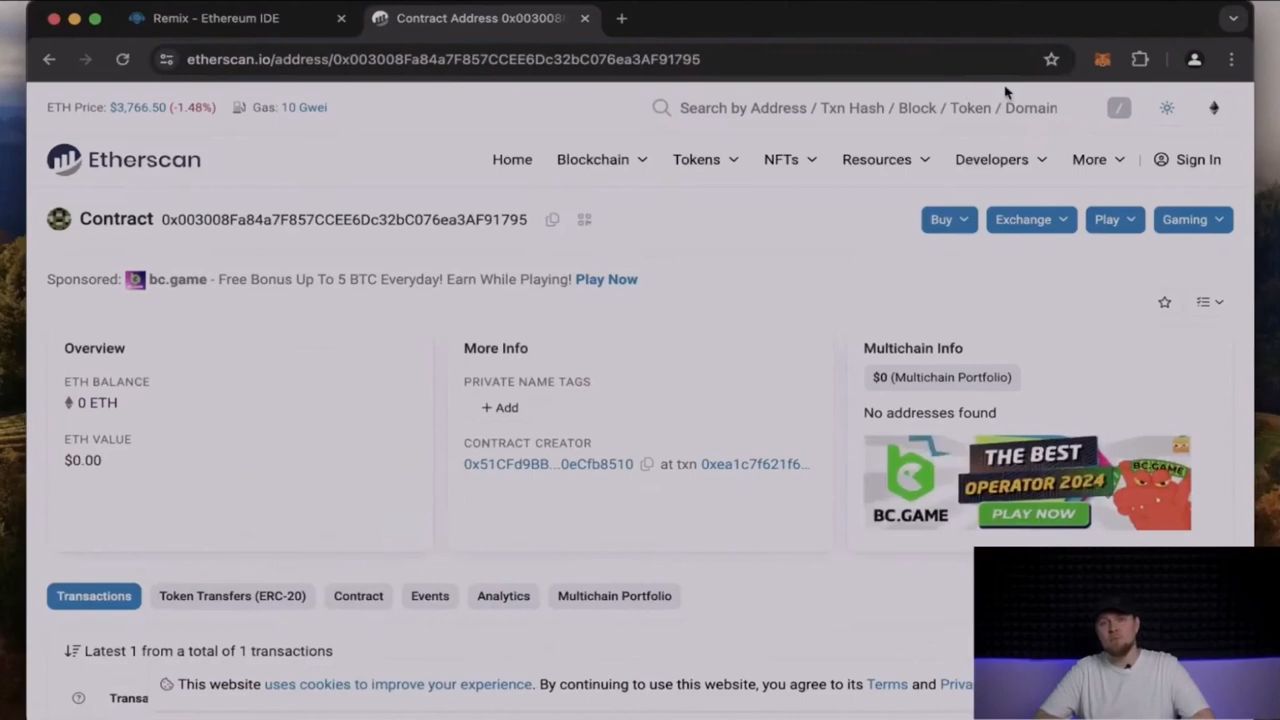 Remix - Ethereum IDE
Contract Address 0x003008
etherscan.io/address/0x003008Fa84a7F857CCEE6Dc32bC076ea3AF91795
ETH Price: $3,766.50 (-1.48%) Gas: 10 Gwei
Search by Address / Txn Hash / Block / Token / Domain
/
Etherscan
Home Blockchain Tokens NFTs Resources Developers More Sign In
Contract 0x003008Fa84a7F857CCEE6Dc32bC076ea3AF91795
Buy Exchange Play Gaming
Sponsored: bc.game - Free Bonus Up To 5 BTC Everyday! Earn While Playing! Play Now
Overview
ETH BALANCE
0 ETH
ETH VALUE
$0.00
More Info
PRIVATE NAME TAGS
+ Add
CONTRACT CREATOR
0x51CFd9BB...0eCfb8510 at txn 0xea1c7f621f6...
Multichain Info
$0 (Multichain Portfolio)
No addresses found
BC.GAME
THE BEST
OPERATOR 2024
PLAY NOW
BC.GAME
Transactions Token Transfers (ERC-20) Contract Events Analytics Multichain Portfolio
Latest 1 from a total of 1 transactions
Transa
This website uses cookies to improve your experience. By continuing to use this website, you agree to its Terms and Priva